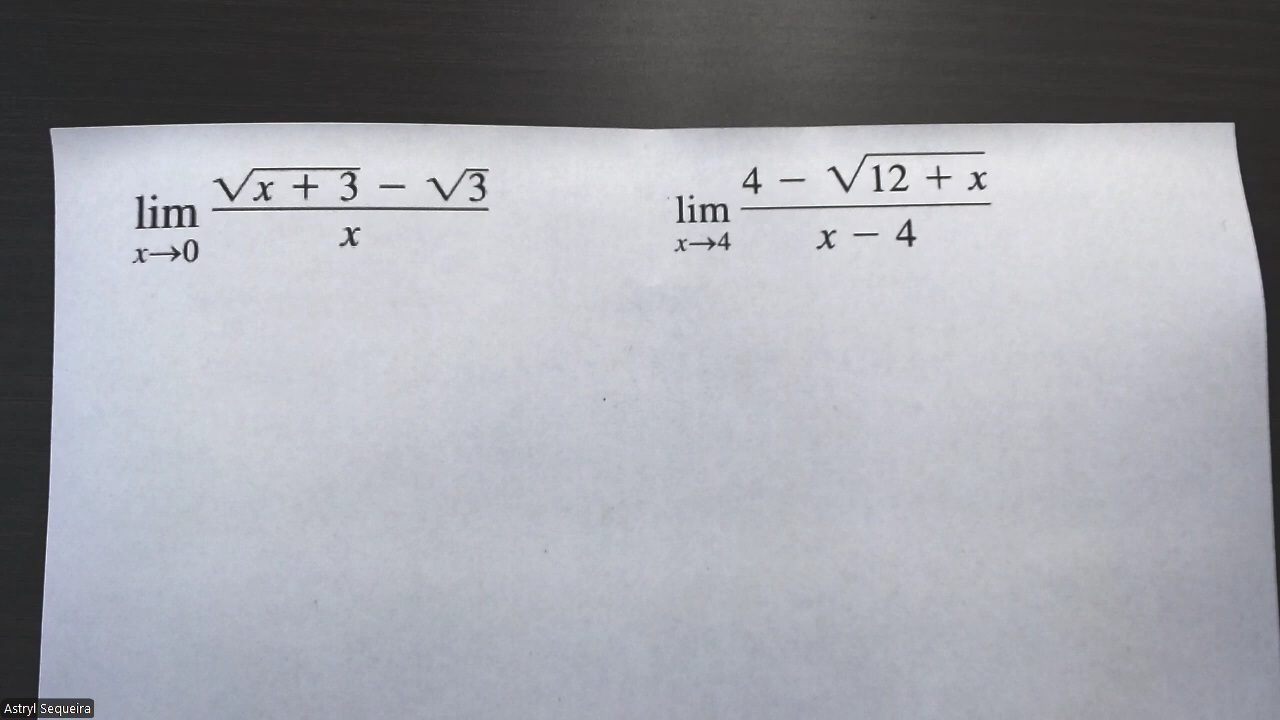 lim x→0 (√(x + 3) − √3) / x
lim x→4 (4 − √(12 + x)) / (x − 4)
Astryl Sequeira